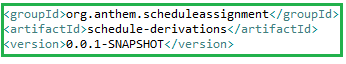 <groupId>org.anthem.scheduleassignment</groupId>
<artifactId>schedule-derivations</artifactId>
<version>0.0.1-SNAPSHOT</version>